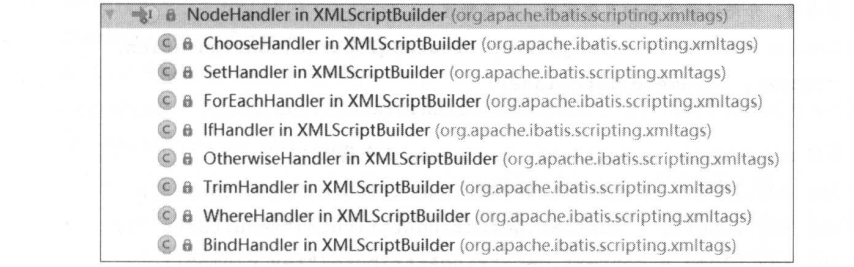 NodeHandler in XMLScriptBuilder (org.apache.ibatis.scripting.xmltags)
ChooseHandler in XMLScriptBuilder (org.apache.ibatis.scripting.xmltags)
SetHandler in XMLScriptBuilder (org.apache.ibatis.scripting.xmltags)
ForEachHandler in XMLScriptBuilder (org.apache.ibatis.scripting.xmltags)
IfHandler in XMLScriptBuilder (org.apache.ibatis.scripting.xmltags)
OtherwiseHandler in XMLScriptBuilder (org.apache.ibatis.scripting.xmltags)
TrimHandler in XMLScriptBuilder (org.apache.ibatis.scripting.xmltags)
WhereHandler in XMLScriptBuilder (org.apache.ibatis.scripting.xmltags)
BindHandler in XMLScriptBuilder (org.apache.ibatis.scripting.xmltags)